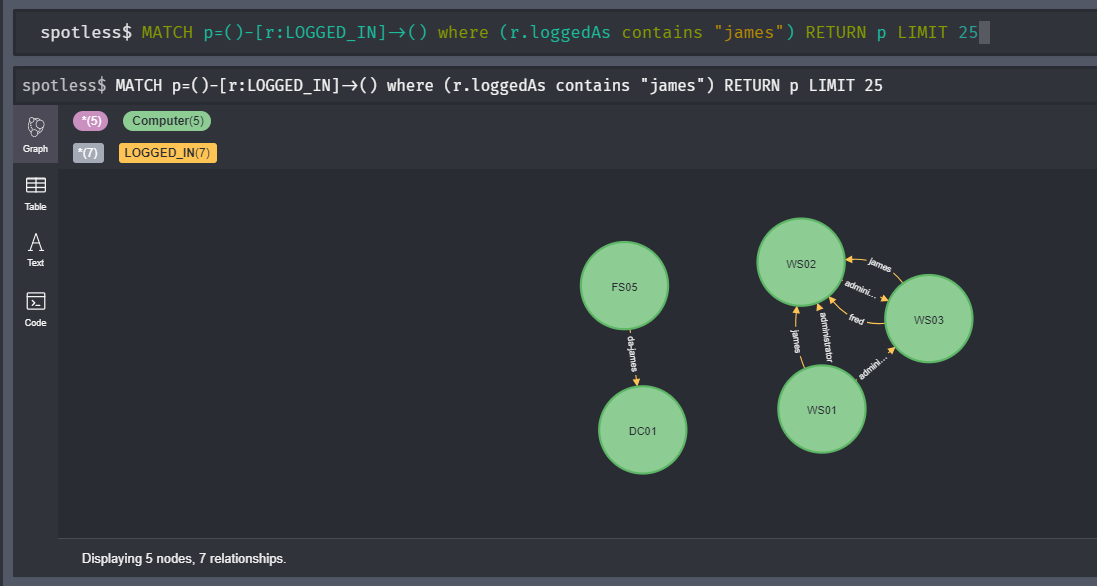 spotless$ MATCH p=()-[r:LOGGED_IN]->() where (r.loggedAs contains "james") RETURN p LIMIT 25
spotless$ MATCH p=()-[r:LOGGED_IN]->() where (r.loggedAs contains "james") RETURN p LIMIT 25
*(5) Computer(5)
*(7) LOGGED_IN(7)
Graph
Table
Text
Code
FS05
da-james
DC01
WS02
james
admini...
fred
WS03
james
administrator
admini...
WS01
Displaying 5 nodes, 7 relationships.